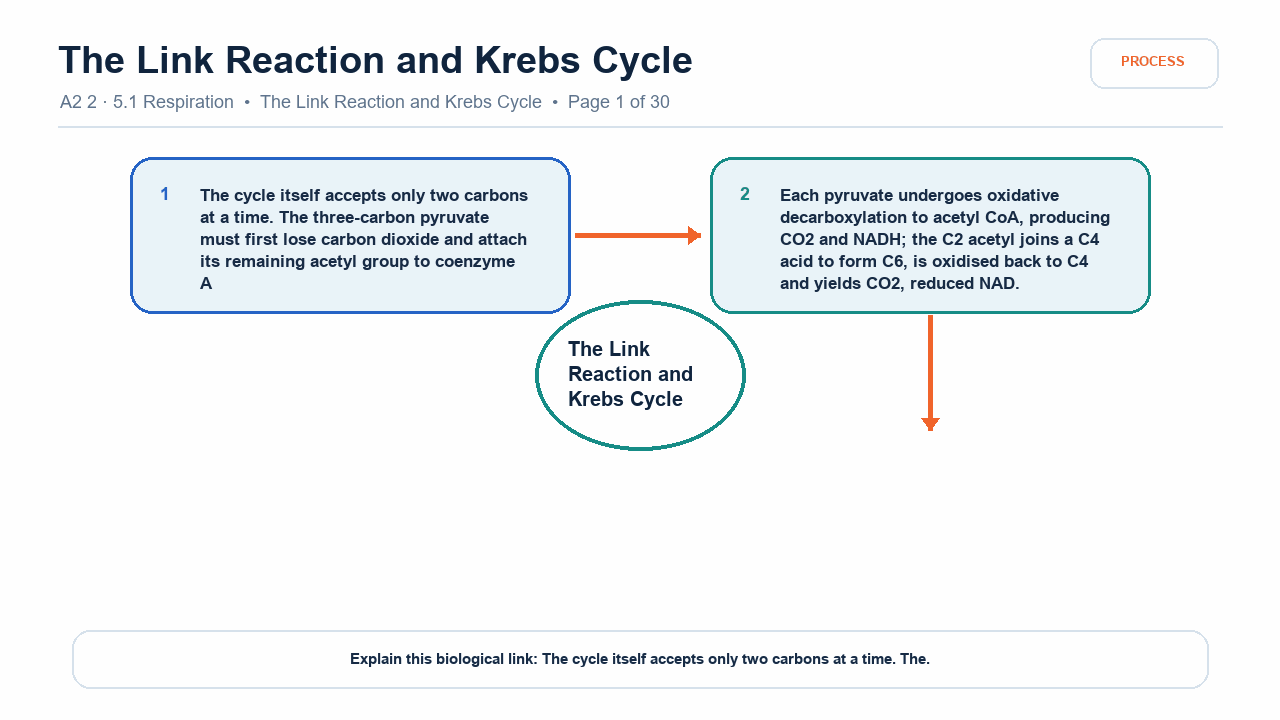 The Link Reaction and Krebs Cycle
A2 2 · 5.1 Respiration • The Link Reaction and Krebs Cycle • Page 1 of 30
PROCESS
1
The cycle itself accepts only two carbons
at a time. The three-carbon pyruvate
must first lose carbon dioxide and attach
its remaining acetyl group to coenzyme
A
2
Each pyruvate undergoes oxidative
decarboxylation to acetyl CoA, producing
CO2 and NADH; the C2 acetyl joins a C4
acid to form C6, is oxidised back to C4
and yields CO2, reduced NAD.
The Link
Reaction and
Krebs Cycle
Explain this biological link: The cycle itself accepts only two carbons at a time. The.